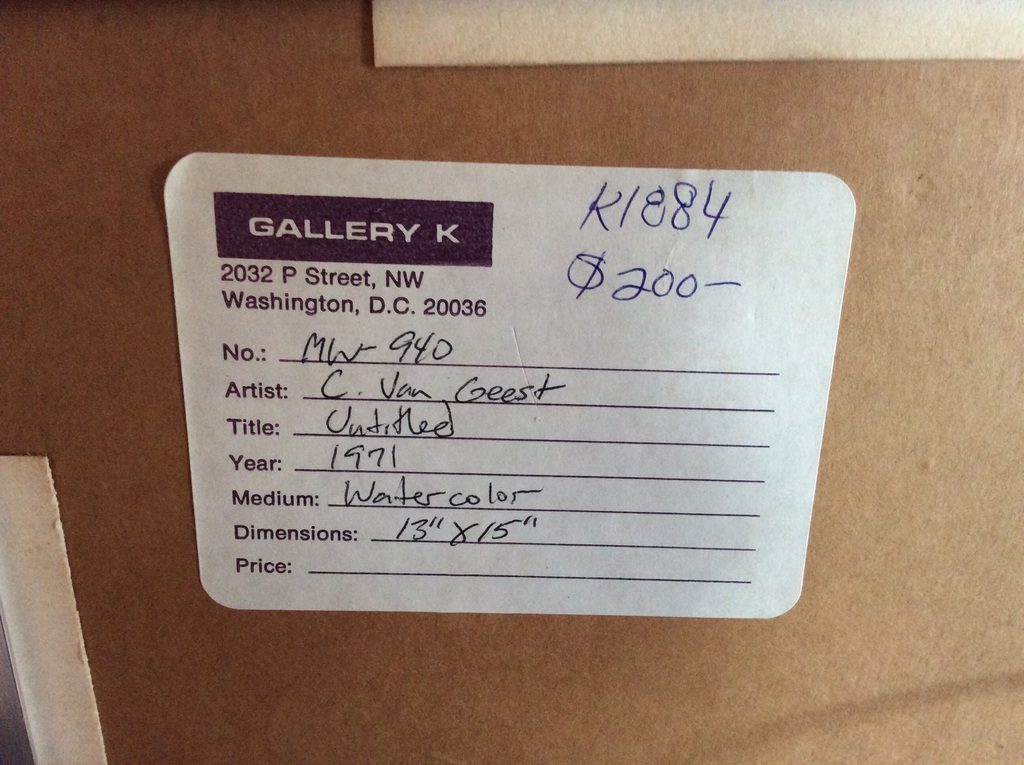 GALLERY K
2032 P Street, NW
Washington, D.C. 20036
K1884
$200—
No.: MW-940
Artist: C. Van Geest
Title: Untitled
Year: 1971
Medium: Watercolor
Dimensions: 13" x 15"
Price: